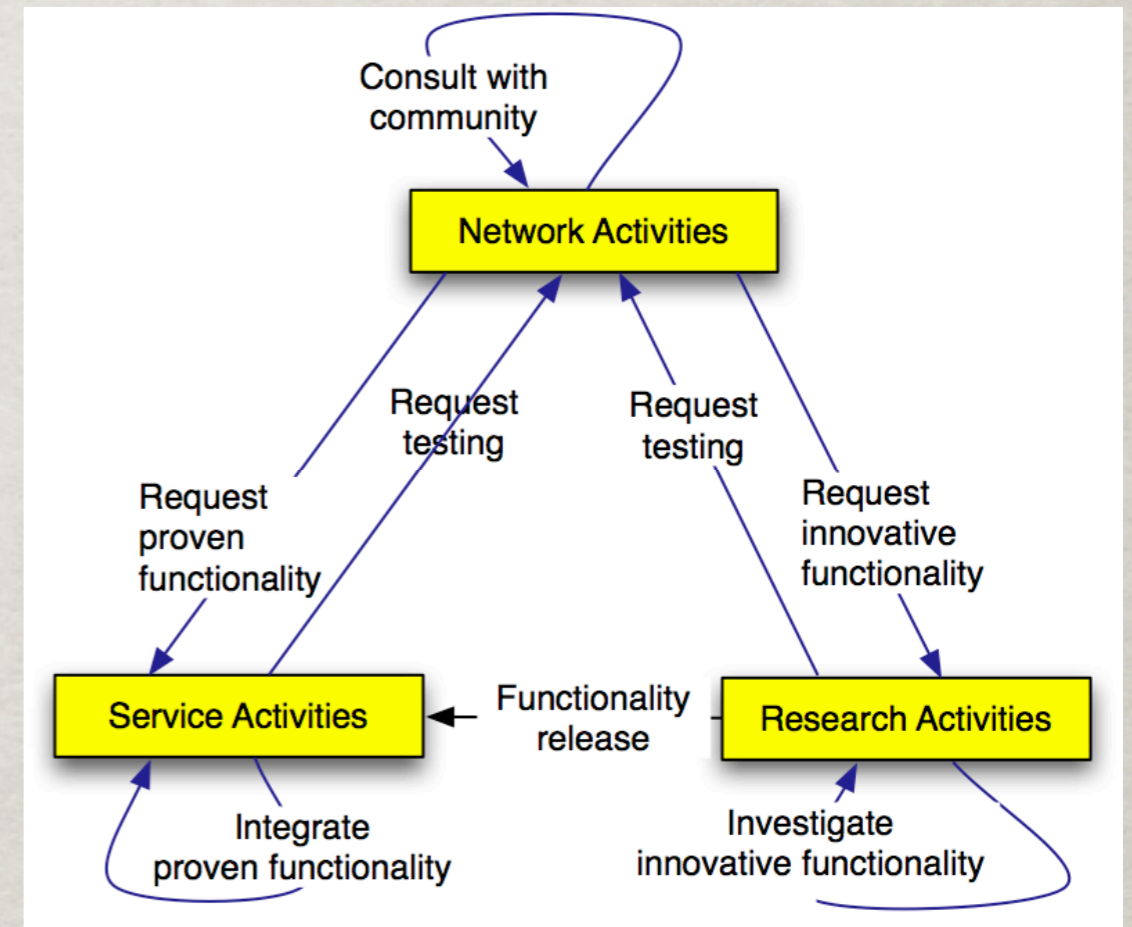 Consult with
community
Network Activities
Request
testing
Request
testing
Request
proven
functionality
Request
innovative
functionality
Service Activities
Functionality
release
Research Activities
Integrate
proven functionality
Investigate
innovative functionality